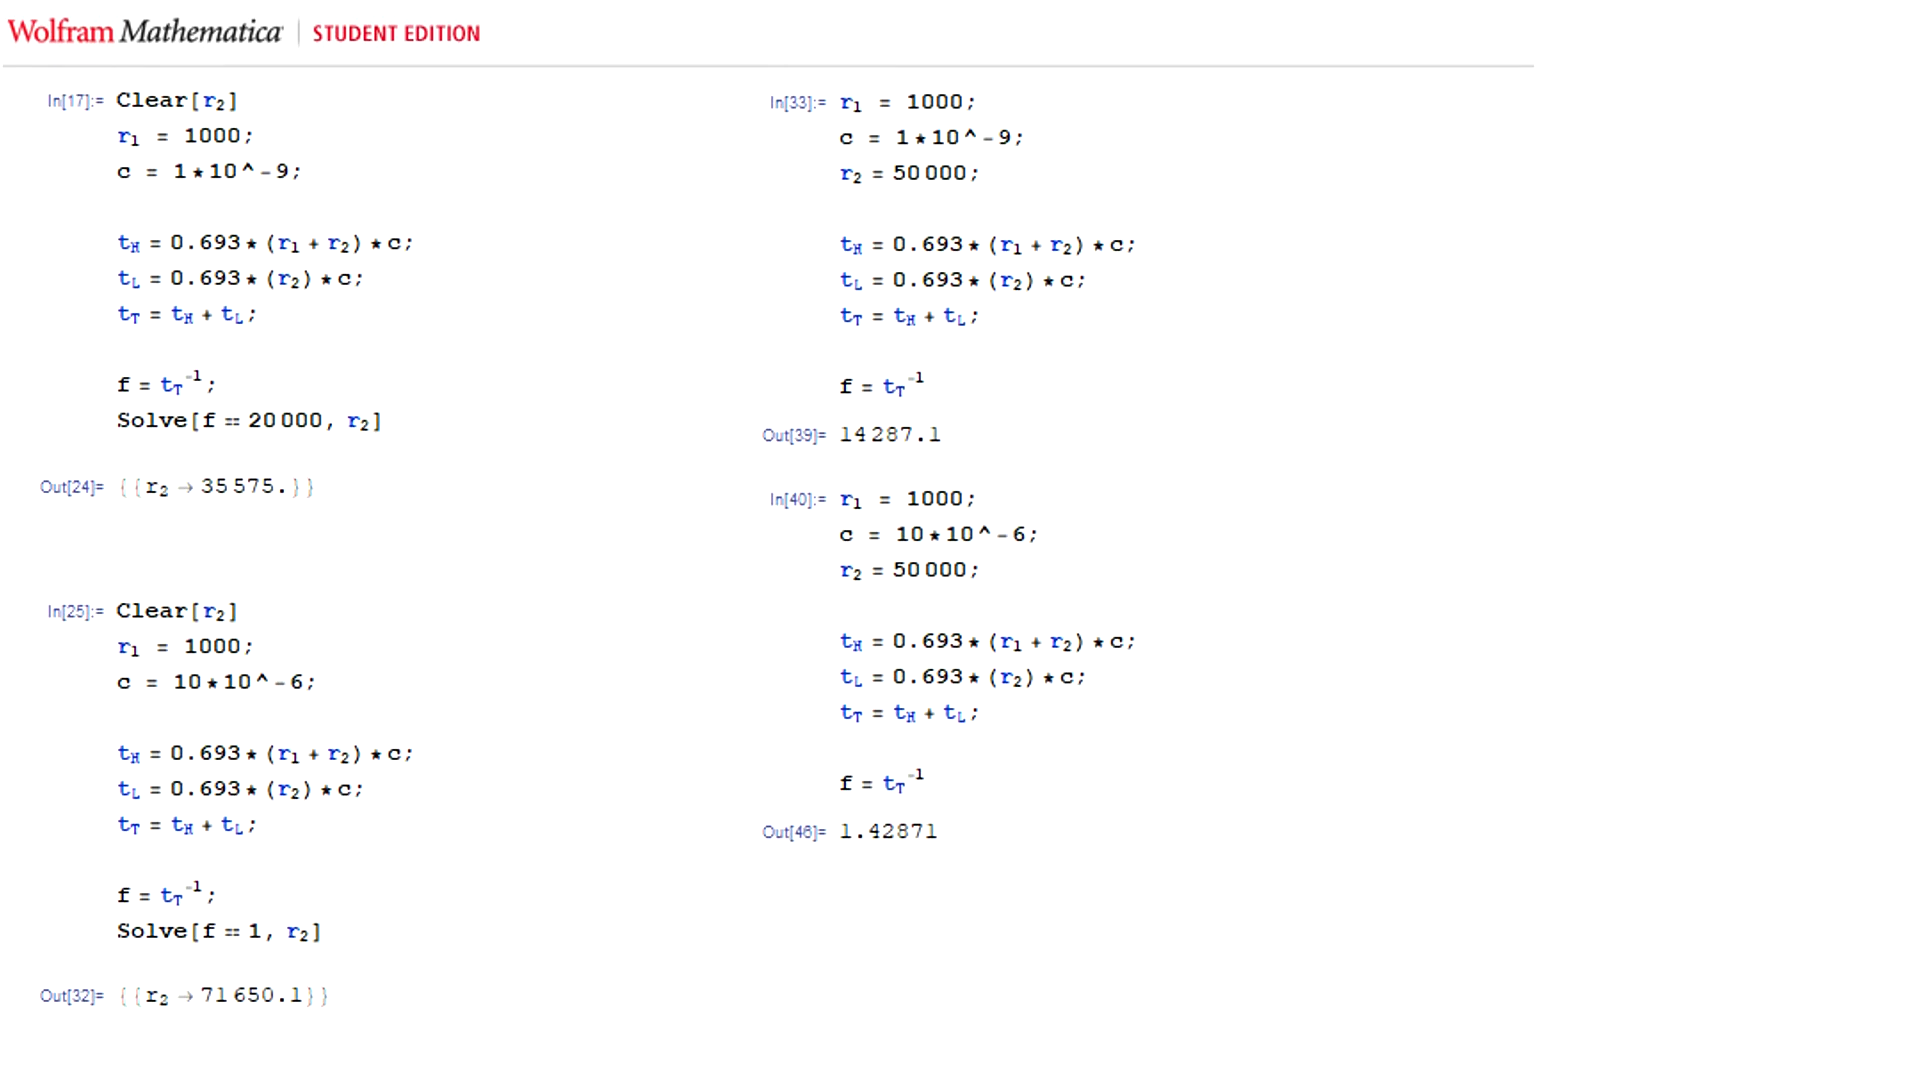 Wolfram Mathematica | STUDENT EDITION
In[17]:= Clear[r₂]
r₁ = 1000;
c = 1*10^-9;
t_H = 0.693*(r₁ + r₂)*c;
t_L = 0.693*(r₂)*c;
t_T = t_H + t_L;
f = t_T⁻¹;
Solve[f == 20000, r₂]
Out[24]= {{r₂ → 35575.}}
In[25]:= Clear[r₂]
r₁ = 1000;
c = 10*10^-6;
t_H = 0.693*(r₁ + r₂)*c;
t_L = 0.693*(r₂)*c;
t_T = t_H + t_L;
f = t_T⁻¹;
Solve[f == 1, r₂]
Out[32]= {{r₂ → 71650.1}}
In[33]:= r₁ = 1000;
c = 1*10^-9;
r₂ = 50000;
t_H = 0.693*(r₁ + r₂)*c;
t_L = 0.693*(r₂)*c;
t_T = t_H + t_L;
f = t_T⁻¹
Out[39]= 14287.1
In[40]:= r₁ = 1000;
c = 10*10^-6;
r₂ = 50000;
t_H = 0.693*(r₁ + r₂)*c;
t_L = 0.693*(r₂)*c;
t_T = t_H + t_L;
f = t_T⁻¹
Out[46]= 1.42871